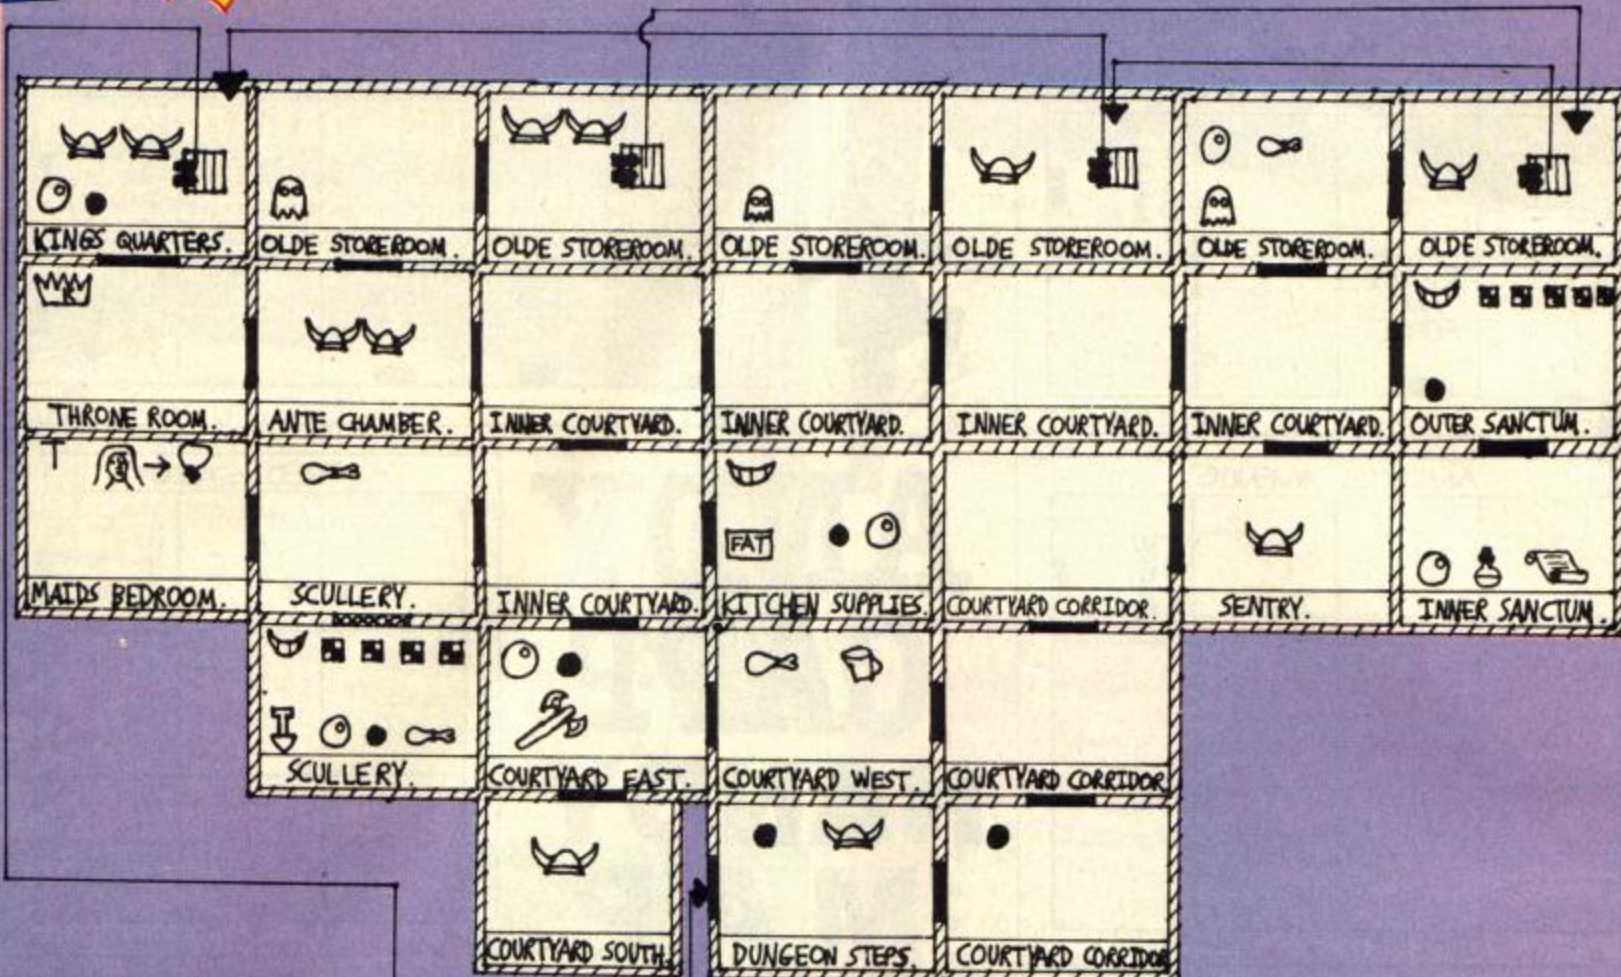 KINGS QUARTERS. OLDE STOREROOM. OLDE STOREROOM. OLDE STOREROOM. OLDE STOREROOM. OLDE STOREROOM. OLDE STOREROOM.
THRONE ROOM. ANTE CHAMBER. INNER COURTYARD. INNER COURTYARD. INNER COURTYARD. INNER COURTYARD. OUTER SANCTUM.
T
FAT
MAIDS BEDROOM. SCULLERY. INNER COURTYARD. KITCHEN SUPPLIES. COURTYARD CORRIDOR. SENTRY. INNER SANCTUM.
SCULLERY. COURTYARD EAST. COURTYARD WEST. COURTYARD CORRIDOR
COURTYARD SOUTH. DUNGEON STEPS. COURTYARD CORRIDOR